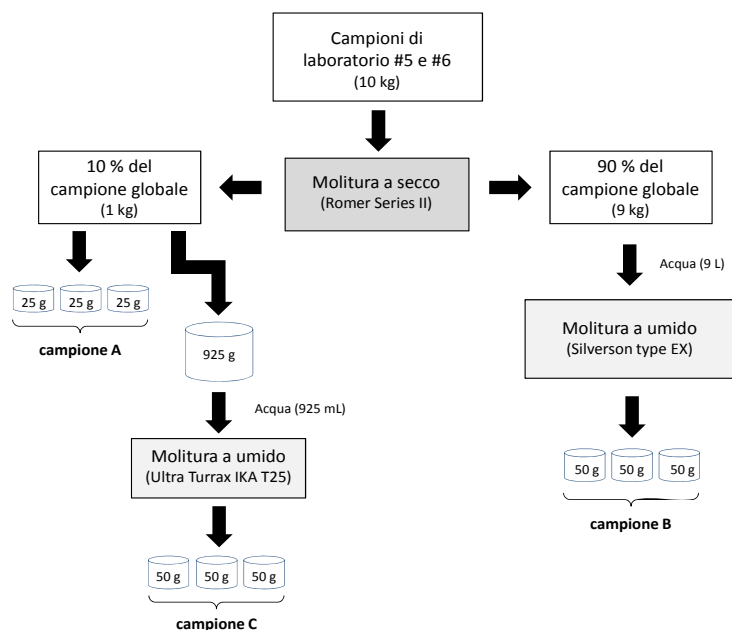 Campioni di
laboratorio #5 e #6
(10 kg)
10 % del
campione globale
(1 kg)
Molitura a secco
(Romer Series II)
90 % del
campione globale
(9 kg)
Acqua (9 L)
25 g
25 g
25 g
campione A
925 g
Molitura a umido
(Silverson type EX)
Acqua (925 mL)
Molitura a umido
(Ultra Turrax IKA T25)
50 g
50 g
50 g
campione B
50 g
50 g
50 g
campione C